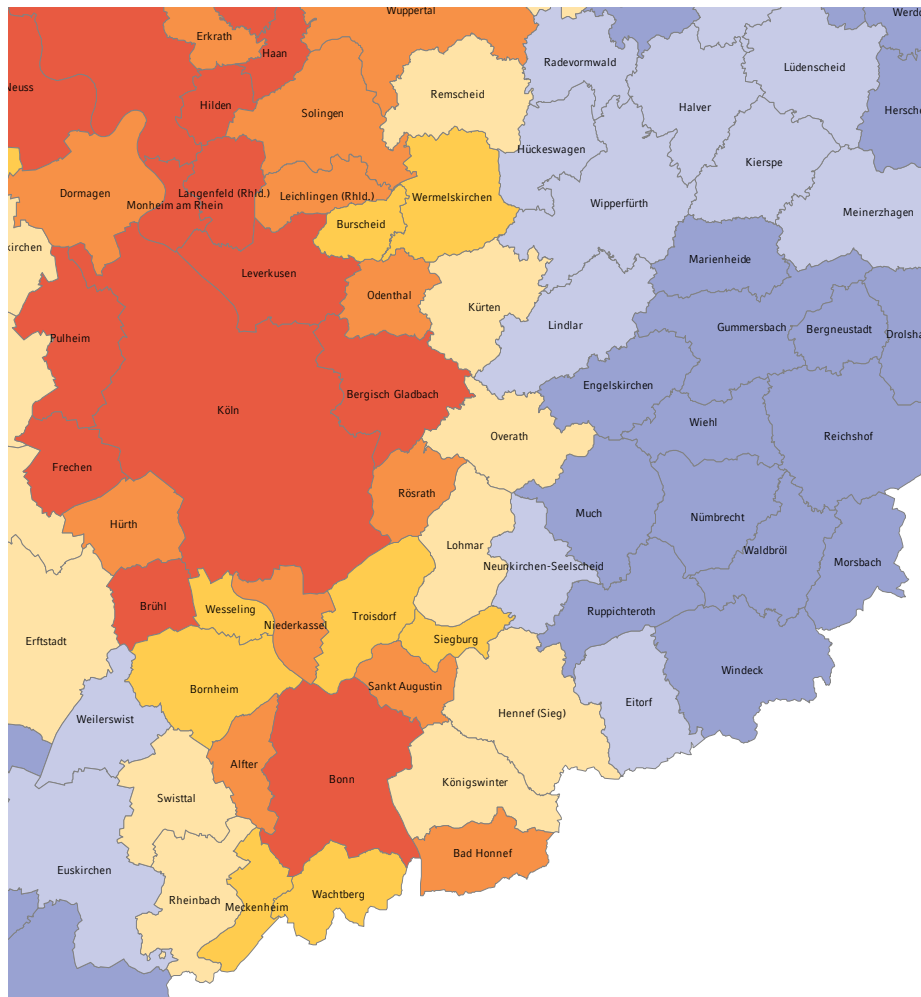 Wuppertal
Werdo
Erkrath
Haan
Radevormwald
Lüdenscheid
Neuss
Remscheid
Hilden
Solingen
Halver
Hersche
Hückeswagen
Kierspe
Dormagen
Langenfeld (Rhld.)
Leichlingen (Rhld.)
Wermelskirchen
Monheim am Rhein
Wipperfürth
Meinerzhagen
Burscheid
kirchen
Marienheide
Leverkusen
Odenthal
Kürten
Lindlar
Gummersbach
Bergneustadt
Drolsha
Pulheim
Engelskirchen
Bergisch Gladbach
Köln
Wiehl
Overath
Reichshof
Frechen
Rösrath
Much
Nümbrecht
Hürth
Lohmar
Waldbröl
Morsbach
Neunkirchen-Seelscheid
Brühl
Wesseling
Ruppichteroth
Troisdorf
Niederkassel
Siegburg
Erftstadt
Windeck
Bornheim
Sankt Augustin
Eitorf
Hennef (Sieg)
Weilerswist
Alfter
Bonn
Königswinter
Swisttal
Bad Honnef
Euskirchen
Wachtberg
Rheinbach
Meckenheim